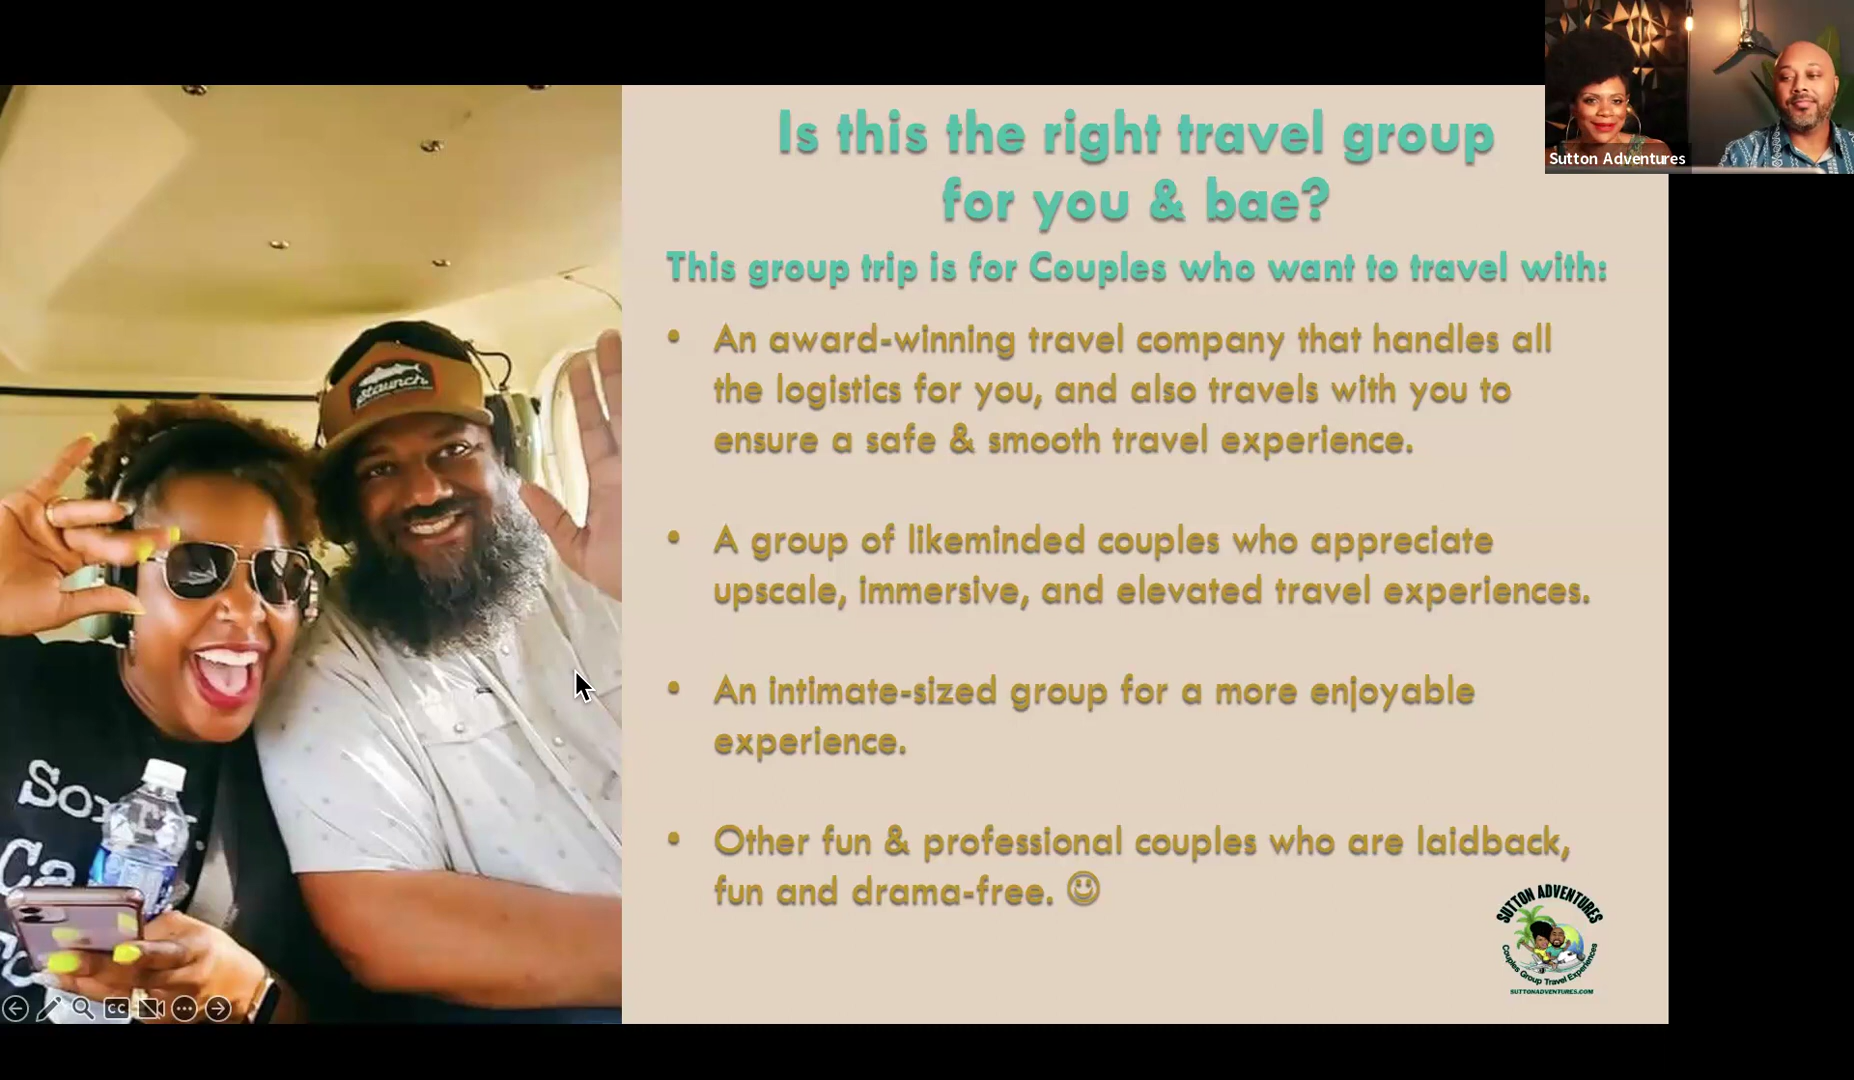 Is this the right travel group
for you & bae?
This group trip is for Couples who want to travel with:
• An award-winning travel company that handles all
the logistics for you, and also travels with you to
ensure a safe & smooth travel experience.
• A group of likeminded couples who appreciate
upscale, immersive, and elevated travel experiences.
• An intimate-sized group for a more enjoyable
experience.
• Other fun & professional couples who are laidback,
fun and drama-free. ☺
Sutton Adventures
staunch
CC
SUTTON ADVENTURES
Couples Group Travel Experiences
SUTTONADVENTURES.COM